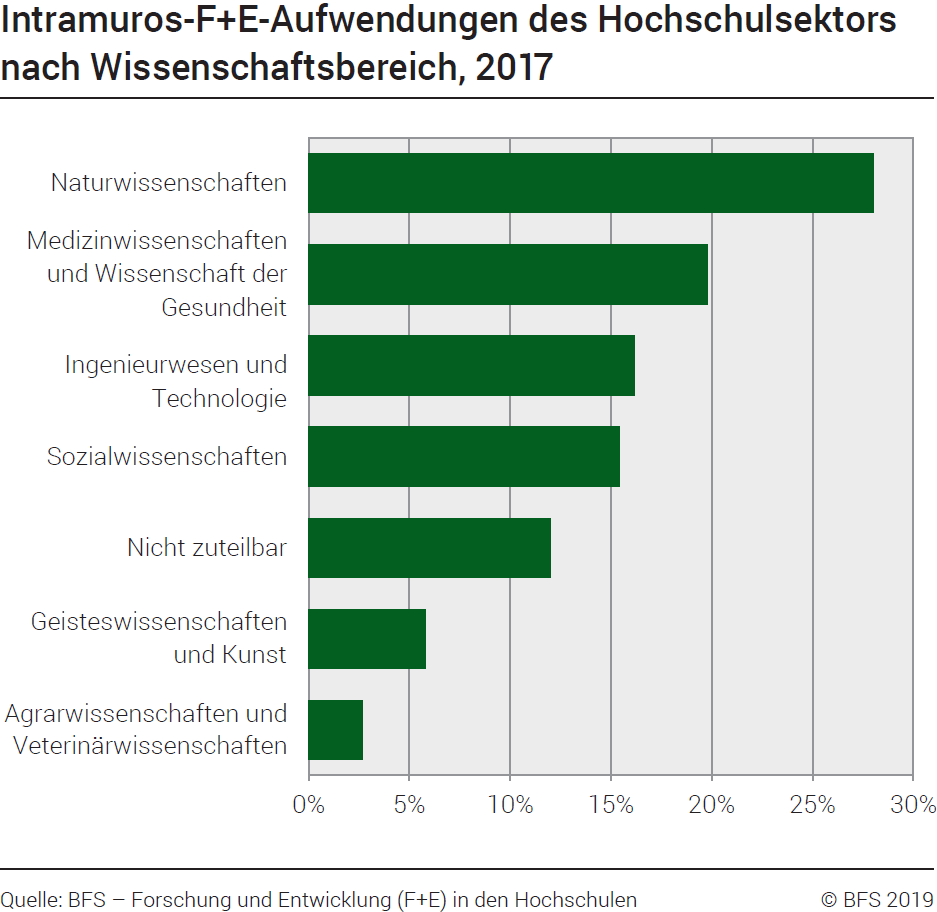 Intramuros-F+E-Aufwendungen des Hochschulsektors
nach Wissenschaftsbereich, 2017
Naturwissenschaften
Medizinwissenschaften
und Wissenschaft der
Gesundheit
Ingenieurwesen und
Technologie
Sozialwissenschaften
Nicht zuteilbar
Geisteswissenschaften
und Kunst
Agrarwissenschaften und
Veterinärwissenschaften
0% 5% 10% 15% 20% 25% 30%
Quelle: BFS – Forschung und Entwicklung (F+E) in den Hochschulen © BFS 2019